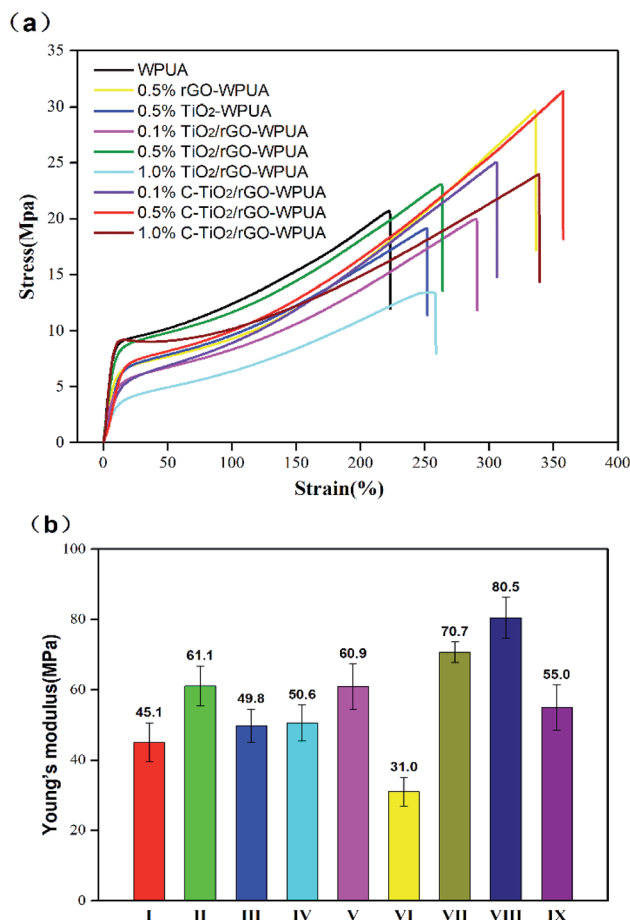 （a）
35
30
25
20
15
10
5
0
Stress(Mpa)
WPUA
0.5% rGO-WPUA
0.5% TiO2-WPUA
0.1% TiO2/rGO-WPUA
0.5% TiO2/rGO-WPUA
1.0% TiO2/rGO-WPUA
0.1% C-TiO2/rGO-WPUA
0.5% C-TiO2/rGO-WPUA
1.0% C-TiO2/rGO-WPUA
0 50 100 150 200 250 300 350 400
Strain(%)
（b）
100
80
60
40
20
0
Young's modulus(MPa)
45.1
61.1
49.8
50.6
60.9
31.0
70.7
80.5
55.0
I II III IV V VI VII VIII IX